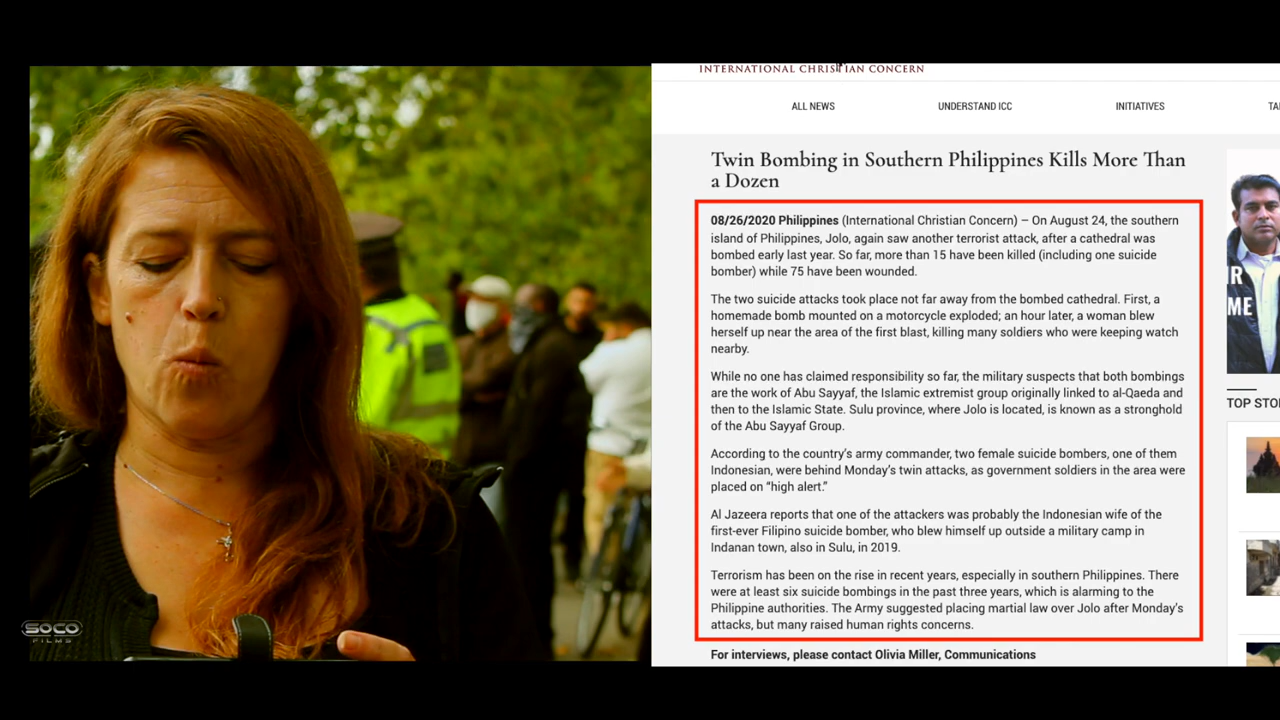 INTERNATIONAL CHRISTIAN CONCERN
ALL NEWS
UNDERSTAND ICC
INITIATIVES
TA
Twin Bombing in Southern Philippines Kills More Than
a Dozen
08/26/2020 Philippines (International Christian Concern) – On August 24, the southern
island of Philippines, Jolo, again saw another terrorist attack, after a cathedral was
bombed early last year. So far, more than 15 have been killed (including one suicide
bomber) while 75 have been wounded.
The two suicide attacks took place not far away from the bombed cathedral. First, a
homemade bomb mounted on a motorcycle exploded; an hour later, a woman blew
herself up near the area of the first blast, killing many soldiers who were keeping watch
nearby.
While no one has claimed responsibility so far, the military suspects that both bombings
are the work of Abu Sayyaf, the Islamic extremist group originally linked to al-Qaeda and
then to the Islamic State. Sulu province, where Jolo is located, is known as a stronghold
of the Abu Sayyaf Group.
According to the country's army commander, two female suicide bombers, one of them
Indonesian, were behind Monday's twin attacks, as government soldiers in the area were
placed on “high alert.”
Al Jazeera reports that one of the attackers was probably the Indonesian wife of the
first-ever Filipino suicide bomber, who blew himself up outside a military camp in
Indanan town, also in Sulu, in 2019.
Terrorism has been on the rise in recent years, especially in southern Philippines. There
were at least six suicide bombings in the past three years, which is alarming to the
Philippine authorities. The Army suggested placing martial law over Jolo after Monday's
attacks, but many raised human rights concerns.
For interviews, please contact Olivia Miller, Communications
IR
ME
TOP STO
SOCO
FILMS